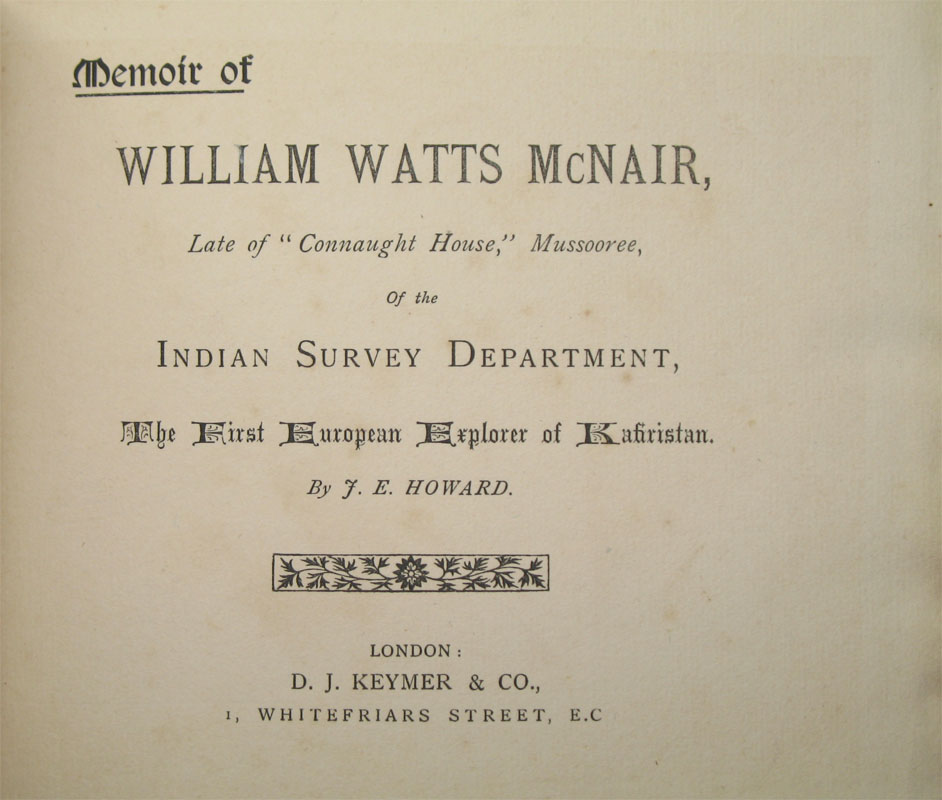 Memoir of
WILLIAM WATTS McNAIR,
Late of “Connaught House,” Mussooree,
Of the
INDIAN SURVEY DEPARTMENT,
The First European Explorer of Kafiristan.
By J. E. HOWARD.
LONDON:
D. J. KEYMER & CO.,
1, WHITEFRIARS STREET, E.C